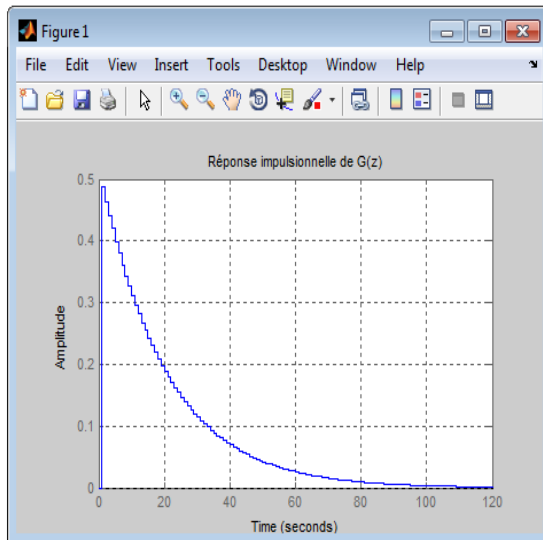 Figure 1
File Edit View Insert Tools Desktop Window Help
Réponse impulsionnelle de G(z)
0.5
0.4
0.3
0.2
0.1
0
Amplitude
0 20 40 60 80 100 120
Time (seconds)